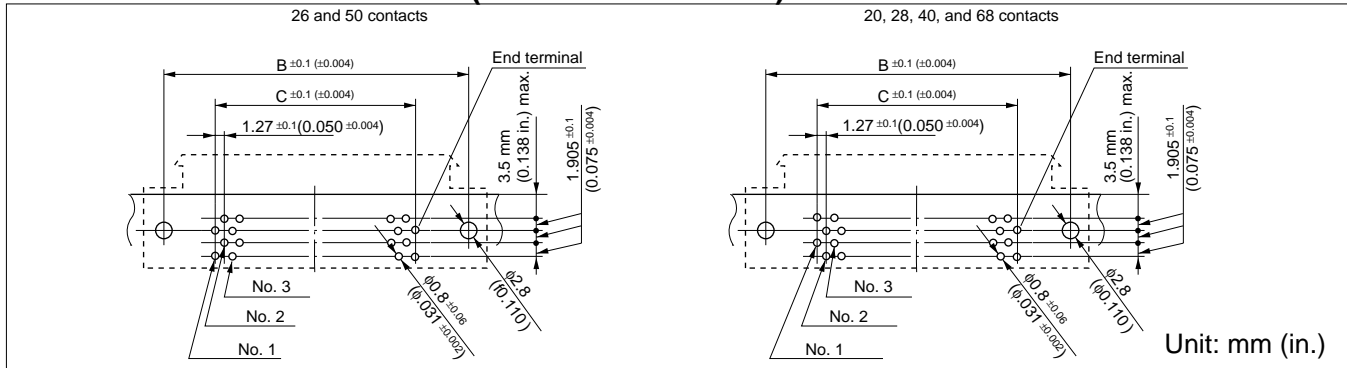 26 and 50 contacts
B ±0.1 (±0.004)
C ±0.1 (±0.004)
1.27 ±0.1(0.050 ±0.004)
End terminal
3.5 mm
(0.138 in.) max.
1.905 ±0.1
(0.075 ±0.004)
No. 3
No. 2
No. 1
ϕ0.8 ±0.06
(ϕ.031 ±0.002)
ϕ2.8
(f0.110)
20, 28, 40, and 68 contacts
B ±0.1 (±0.004)
C ±0.1 (±0.004)
1.27 ±0.1(0.050 ±0.004)
End terminal
3.5 mm
(0.138 in.) max.
1.905 ±0.1
(0.075 ±0.004)
No. 3
No. 2
No. 1
ϕ0.8 ±0.06
(ϕ.031 ±0.002)
ϕ2.8
(ϕ0.110)
Unit: mm (in.)